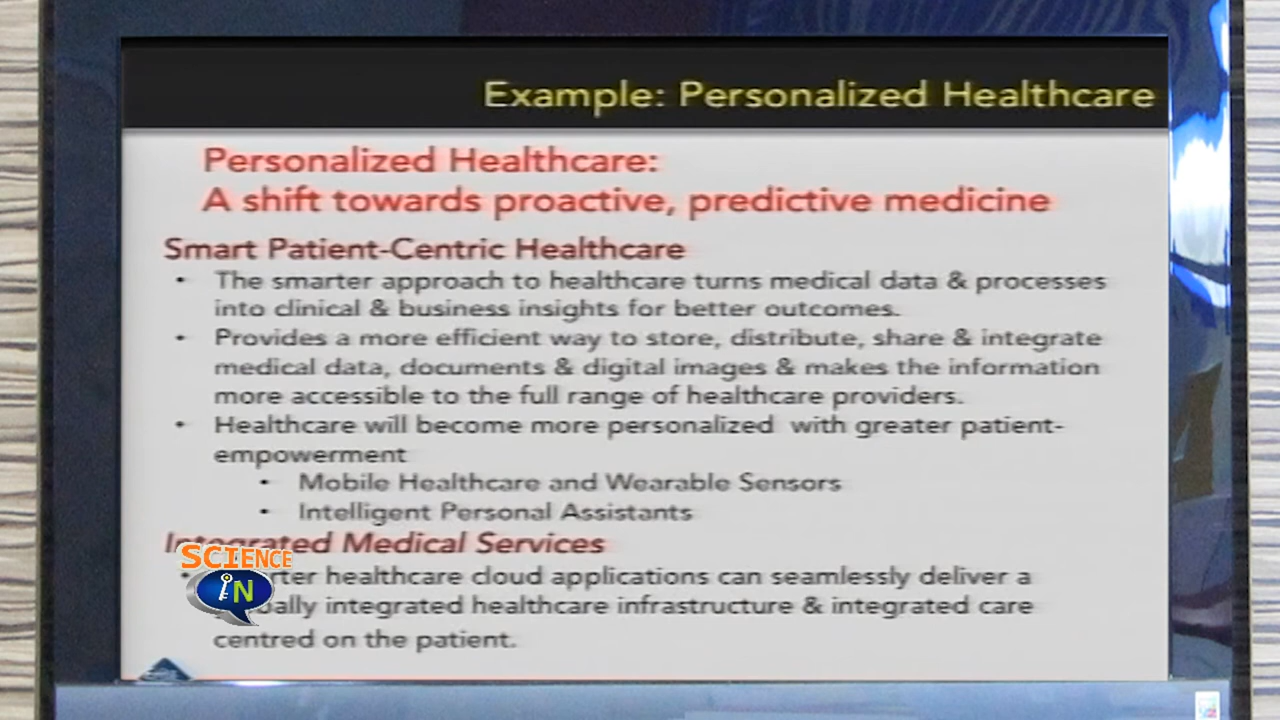 Example: Personalized Healthcare
Personalized Healthcare:
A shift towards proactive, predictive medicine
Smart Patient-Centric Healthcare
• The smarter approach to healthcare turns medical data & processes
into clinical & business insights for better outcomes.
• Provides a more efficient way to store, distribute, share & integrate
medical data, documents & digital images & makes the information
more accessible to the full range of healthcare providers.
• Healthcare will become more personalized with greater patient-
empowerment
• Mobile Healthcare and Wearable Sensors
• Intelligent Personal Assistants
Integrated Medical Services
SCIENCE
iN
healthcare cloud applications can seamlessly deliver a
integrated healthcare infrastructure & integrated care
centred on the patient.